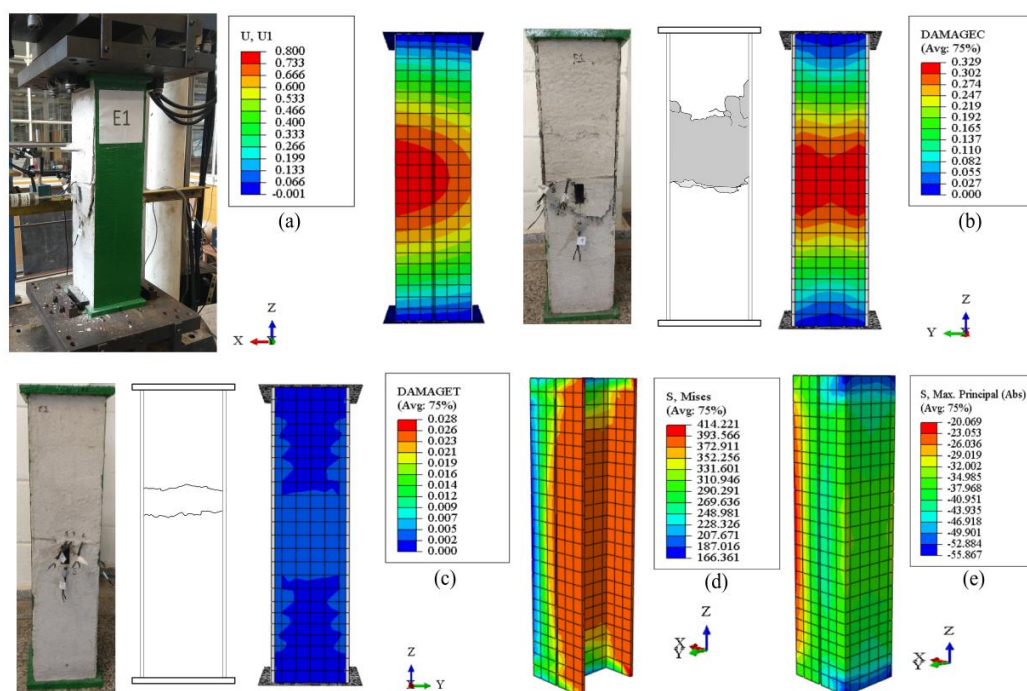 E1
U, U1
0.800
0.733
0.666
0.600
0.533
0.466
0.400
0.333
0.266
0.199
0.133
0.066
-0.001
(a)
Z
X
E1
DAMAGEC
(Avg: 75%)
0.329
0.302
0.274
0.247
0.219
0.192
0.165
0.137
0.110
0.082
0.055
0.027
0.000
(b)
Z
Y
DAMAGET
(Avg: 75%)
0.028
0.026
0.023
0.021
0.019
0.016
0.014
0.012
0.009
0.007
0.005
0.002
0.000
(c)
Z
Y
S, Mises
(Avg: 75%)
414.221
393.566
372.911
352.256
331.601
310.946
290.291
269.636
248.981
228.326
207.671
187.016
166.361
(d)
Z
X
Y
S, Max. Principal (Abs)
(Avg: 75%)
-20.069
-23.053
-26.036
-29.019
-32.002
-34.985
-37.968
-40.951
-43.935
-46.918
-49.901
-52.884
-55.867
(e)
Z
X
Y